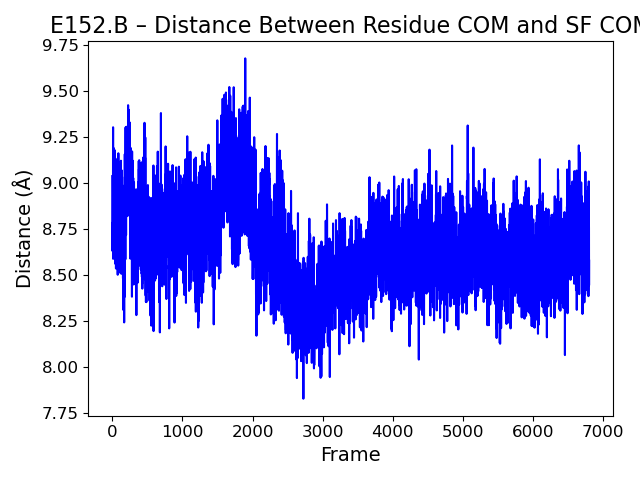 E152.B – Distance Between Residue COM and SF COM
9.75
9.50
9.25
9.00
8.75
8.50
8.25
8.00
7.75
Distance (Å)
0 1000 2000 3000 4000 5000 6000 7000
Frame